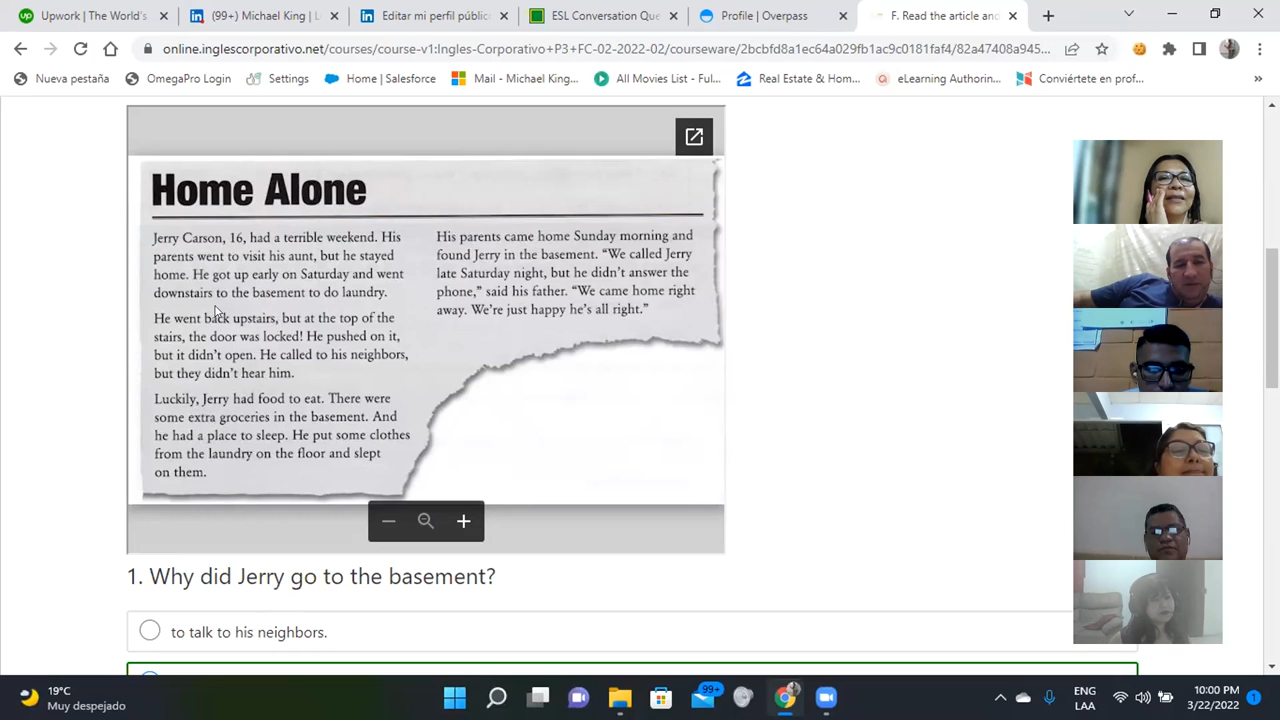 Upwork | The World's
(99+) Michael King | L
Editar mi perfil públic
ESL Conversation Que
Profile | Overpass
F. Read the article and
online.inglescorporativo.net/courses/course-v1:Ingles-Corporativo+P3+FC-02-2022-02/courseware/2bcbfd8a1ec64a029fb1ac9c0181faf4/82a47408a945...
Nueva pestaña
OmegaPro Login
Settings
Home | Salesforce
Mail - Michael King...
All Movies List - Ful...
Real Estate & Hom...
eLearning Authorin...
Conviértete en prof...
Home Alone
Jerry Carson, 16, had a terrible weekend. His
parents went to visit his aunt, but he stayed
home. He got up early on Saturday and went
downstairs to the basement to do laundry.
He went back upstairs, but at the top of the
stairs, the door was locked! He pushed on it,
but it didn't open. He called to his neighbors,
but they didn't hear him.
Luckily, Jerry had food to eat. There were
some extra groceries in the basement. And
he had a place to sleep. He put some clothes
from the laundry on the floor and slept
on them.
His parents came home Sunday morning and
found Jerry in the basement. "We called Jerry
late Saturday night, but he didn't answer the
phone," said his father. "We came home right
away. We're just happy he's all right."
1. Why did Jerry go to the basement?
to talk to his neighbors.
19°C
Muy despejado
99+
ENG
LAA
10:00 PM
3/22/2022
1